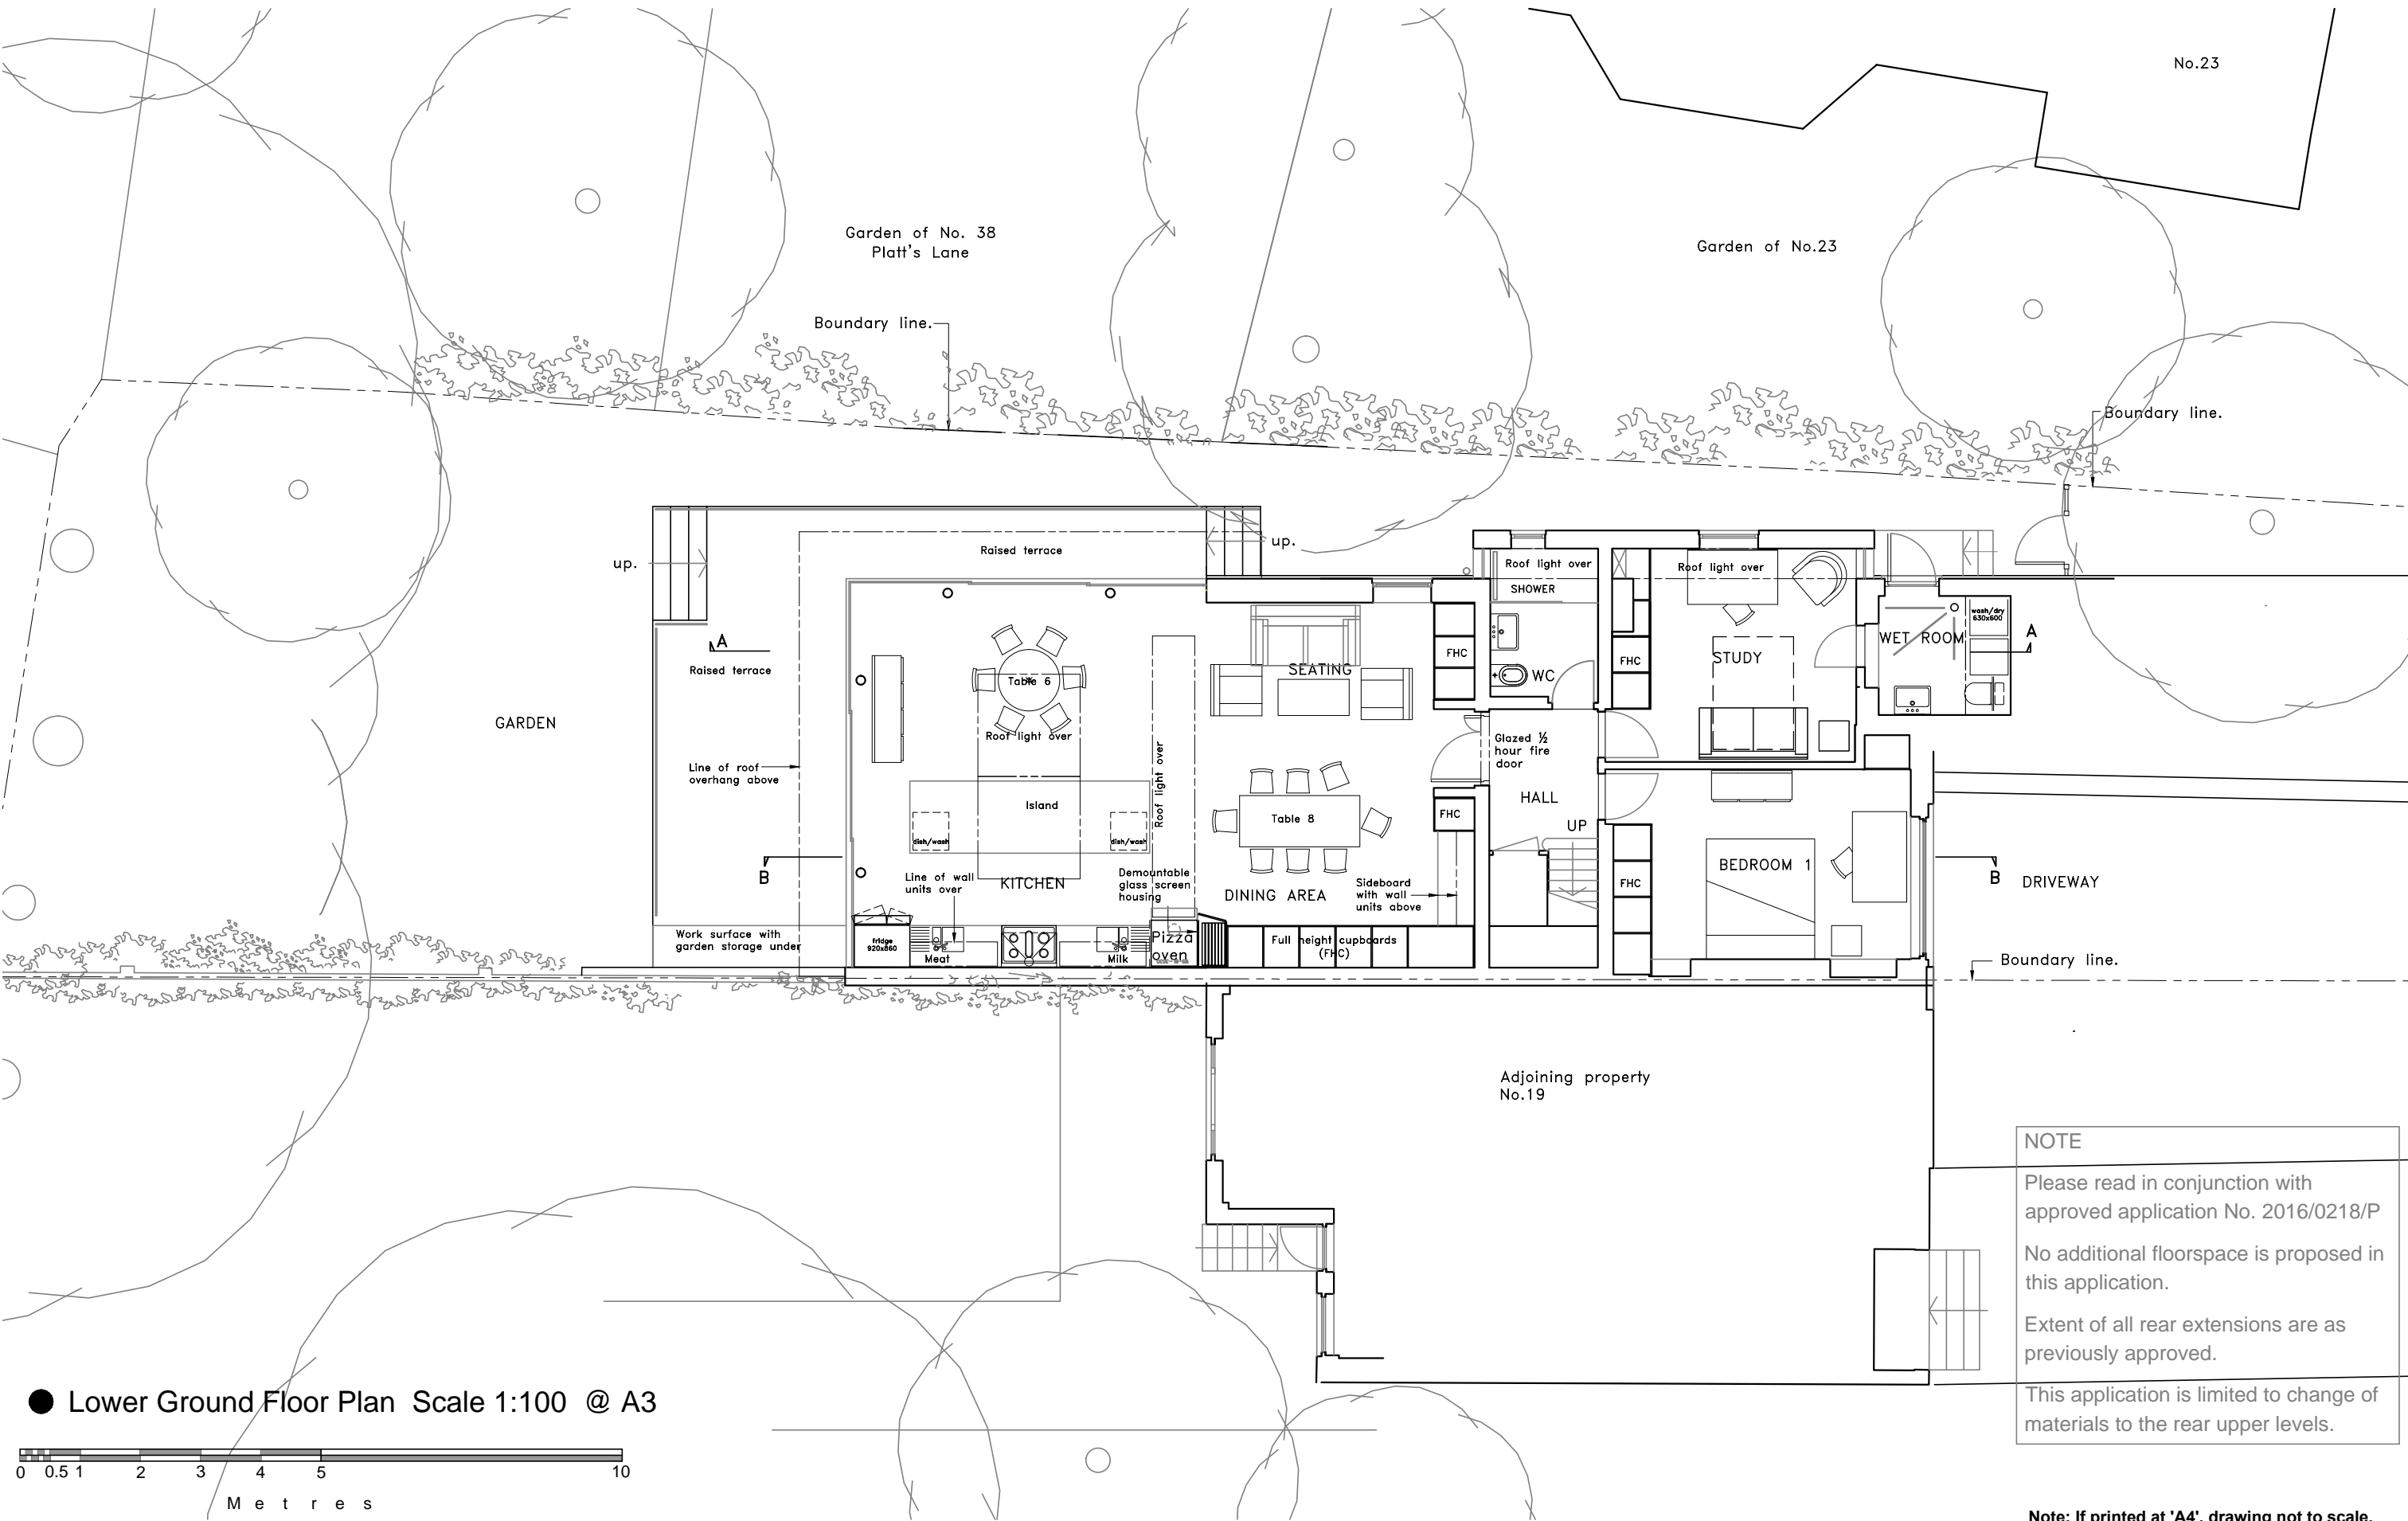 No.23
Garden of No. 38
Platt's Lane
Garden of No.23
Boundary line.
Boundary line.
up.
Raised terrace
up.
Roof light over
SHOWER
Roof light over
wash/dry
630x600
WET ROOM
A
A
Raised terrace
Table 6
SEATING
FHC
WC
FHC
STUDY
GARDEN
Roof light over
Roof light over
Glazed ½
hour fire
door
Line of roof
overhang above
Island
HALL
Table 8
FHC
UP
dish/wash
dish/wash
B
Line of wall
units over
KITCHEN
Demountable
glass screen
housing
DINING AREA
Sideboard
with wall
units above
FHC
BEDROOM 1
B
DRIVEWAY
Work surface with
garden storage under
fridge
920x860
Meat
Milk
Pizza
oven
Full height cupboards
(FHC)
Boundary line.
Adjoining property
No.19
NOTE
Please read in conjunction with
approved application No. 2016/0218/P
No additional floorspace is proposed in
this application.
Extent of all rear extensions are as
previously approved.
This application is limited to change of
materials to the rear upper levels.
Lower Ground Floor Plan Scale 1:100 @ A3
0 0.5 1 2 3 4 5 10
Metres
Note: If printed at 'A4', drawing not to scale.